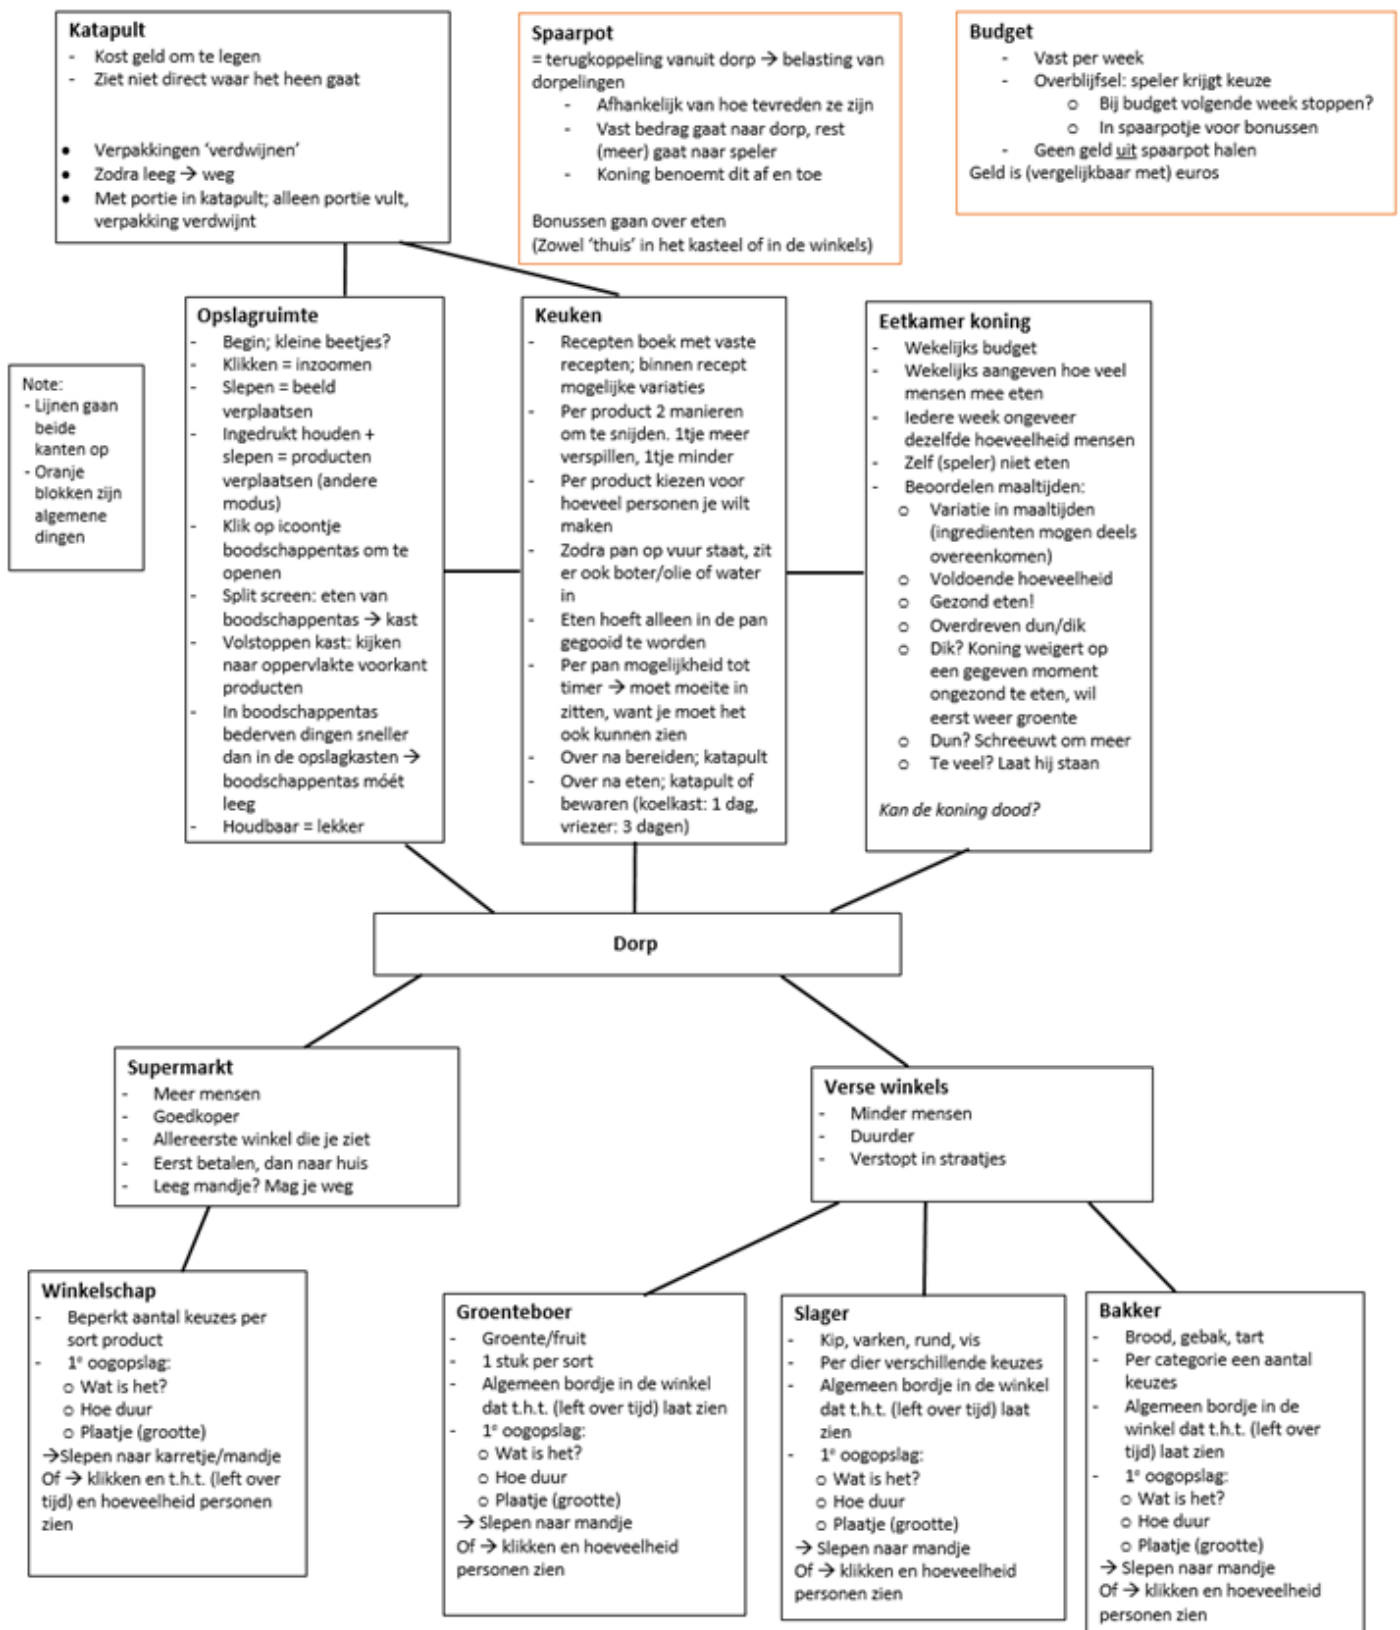 Katapult
- Kost geld om te legen
- Ziet niet direct waar het heen gaat
• Verpakkingen ‘verdwijnen’
• Zodra leeg → weg
• Met portie in katapult; alleen portie vult,
verpakking verdwijnt
Spaarpot
= terugkoppeling vanuit dorp → belasting van
dorpelingen
- Afhankelijk van hoe tevreden ze zijn
- Vast bedrag gaat naar dorp, rest
(meer) gaat naar speler
- Koning benoemt dit af en toe
Bonussen gaan over eten
(Zowel ‘thuis’ in het kasteel of in de winkels)
Budget
- Vast per week
- Overblijfsel: speler krijgt keuze
o Bij budget volgende week stoppen?
o In spaarpotje voor bonussen
- Geen geld uit spaarpot halen
Geld is (vergelijkbaar met) euros
Note:
- Lijnen gaan
beide
kanten op
- Oranje
blokken zijn
algemene
dingen
Opslagruimte
- Begin; kleine beetjes?
- Klikken = inzoomen
- Slepen = beeld
verplaatsen
- Ingedrukt houden +
slepen = producten
verplaatsen (andere
modus)
- Klik op icoontje
boodschappentas om te
openen
- Split screen: eten van
boodschappentas → kast
- Volstoppen kast: kijken
naar oppervlakte voorkant
producten
- In boodschappentas
bederven dingen sneller
dan in de opslagkasten →
boodschappentas móét
leeg
- Houdbaar = lekker
Keuken
- Recepten boek met vaste
recepten; binnen recept
mogelijke variaties
- Per product 2 manieren
om te snijden. 1tje meer
verspillen, 1tje minder
- Per product kiezen voor
hoeveel personen je wilt
maken
- Zodra pan op vuur staat, zit
er ook boter/olie of water
in
- Eten hoeft alleen in de pan
gegooid te worden
- Per pan mogelijkheid tot
timer → moet moeite in
zitten, want je moet het
ook kunnen zien
- Over na bereiden; katapult
- Over na eten; katapult of
bewaren (koelkast: 1 dag,
vriezer: 3 dagen)
Eetkamer koning
- Wekelijks budget
- Wekelijks aangeven hoe veel
mensen mee eten
- Iedere week ongeveer
dezelfde hoeveelheid mensen
- Zelf (speler) niet eten
- Beoordelen maaltijden:
o Variatie in maaltijden
(ingredienten mogen deels
overeenkomen)
o Voldoende hoeveelheid
o Gezond eten!
o Overdreven dun/dik
o Dik? Koning weigert op
een gegeven moment
ongezond te eten, wil
eerst weer groente
o Dun? Schreeuwt om meer
o Te veel? Laat hij staan
Kan de koning dood?
Dorp
Supermarkt
- Meer mensen
- Goedkoper
- Allereerste winkel die je ziet
- Eerst betalen, dan naar huis
- Leeg mandje? Mag je weg
Verse winkels
- Minder mensen
- Duurder
- Verstopt in straatjes
Winkelschap
- Beperkt aantal keuzes per
sort product
- 1e oogopslag:
o Wat is het?
o Hoe duur
o Plaatje (grootte)
→Slepen naar karretje/mandje
Of → klikken en t.h.t. (left over
tijd) en hoeveelheid personen
zien
Groenteboer
- Groente/fruit
- 1 stuk per sort
- Algemeen bordje in de winkel
dat t.h.t. (left over tijd) laat zien
- 1e oogopslag:
o Wat is het?
o Hoe duur
o Plaatje (grootte)
→ Slepen naar mandje
Of → klikken en hoeveelheid
personen zien
Slager
- Kip, varken, rund, vis
- Per dier verschillende keuzes
- Algemeen bordje in de winkel
dat t.h.t. (left over tijd) laat
zien
- 1e oogopslag:
o Wat is het?
o Hoe duur
o Plaatje (grootte)
→ Slepen naar mandje
Of → klikken en hoeveelheid
personen zien
Bakker
- Brood, gebak, tart
- Per categorie een aantal
keuzes
- Algemeen bordje in de
winkel dat t.h.t. (left over
tijd) laat zien
- 1e oogopslag:
o Wat is het?
o Hoe duur
o Plaatje (grootte)
→ Slepen naar mandje
Of → klikken en hoeveelheid
personen zien